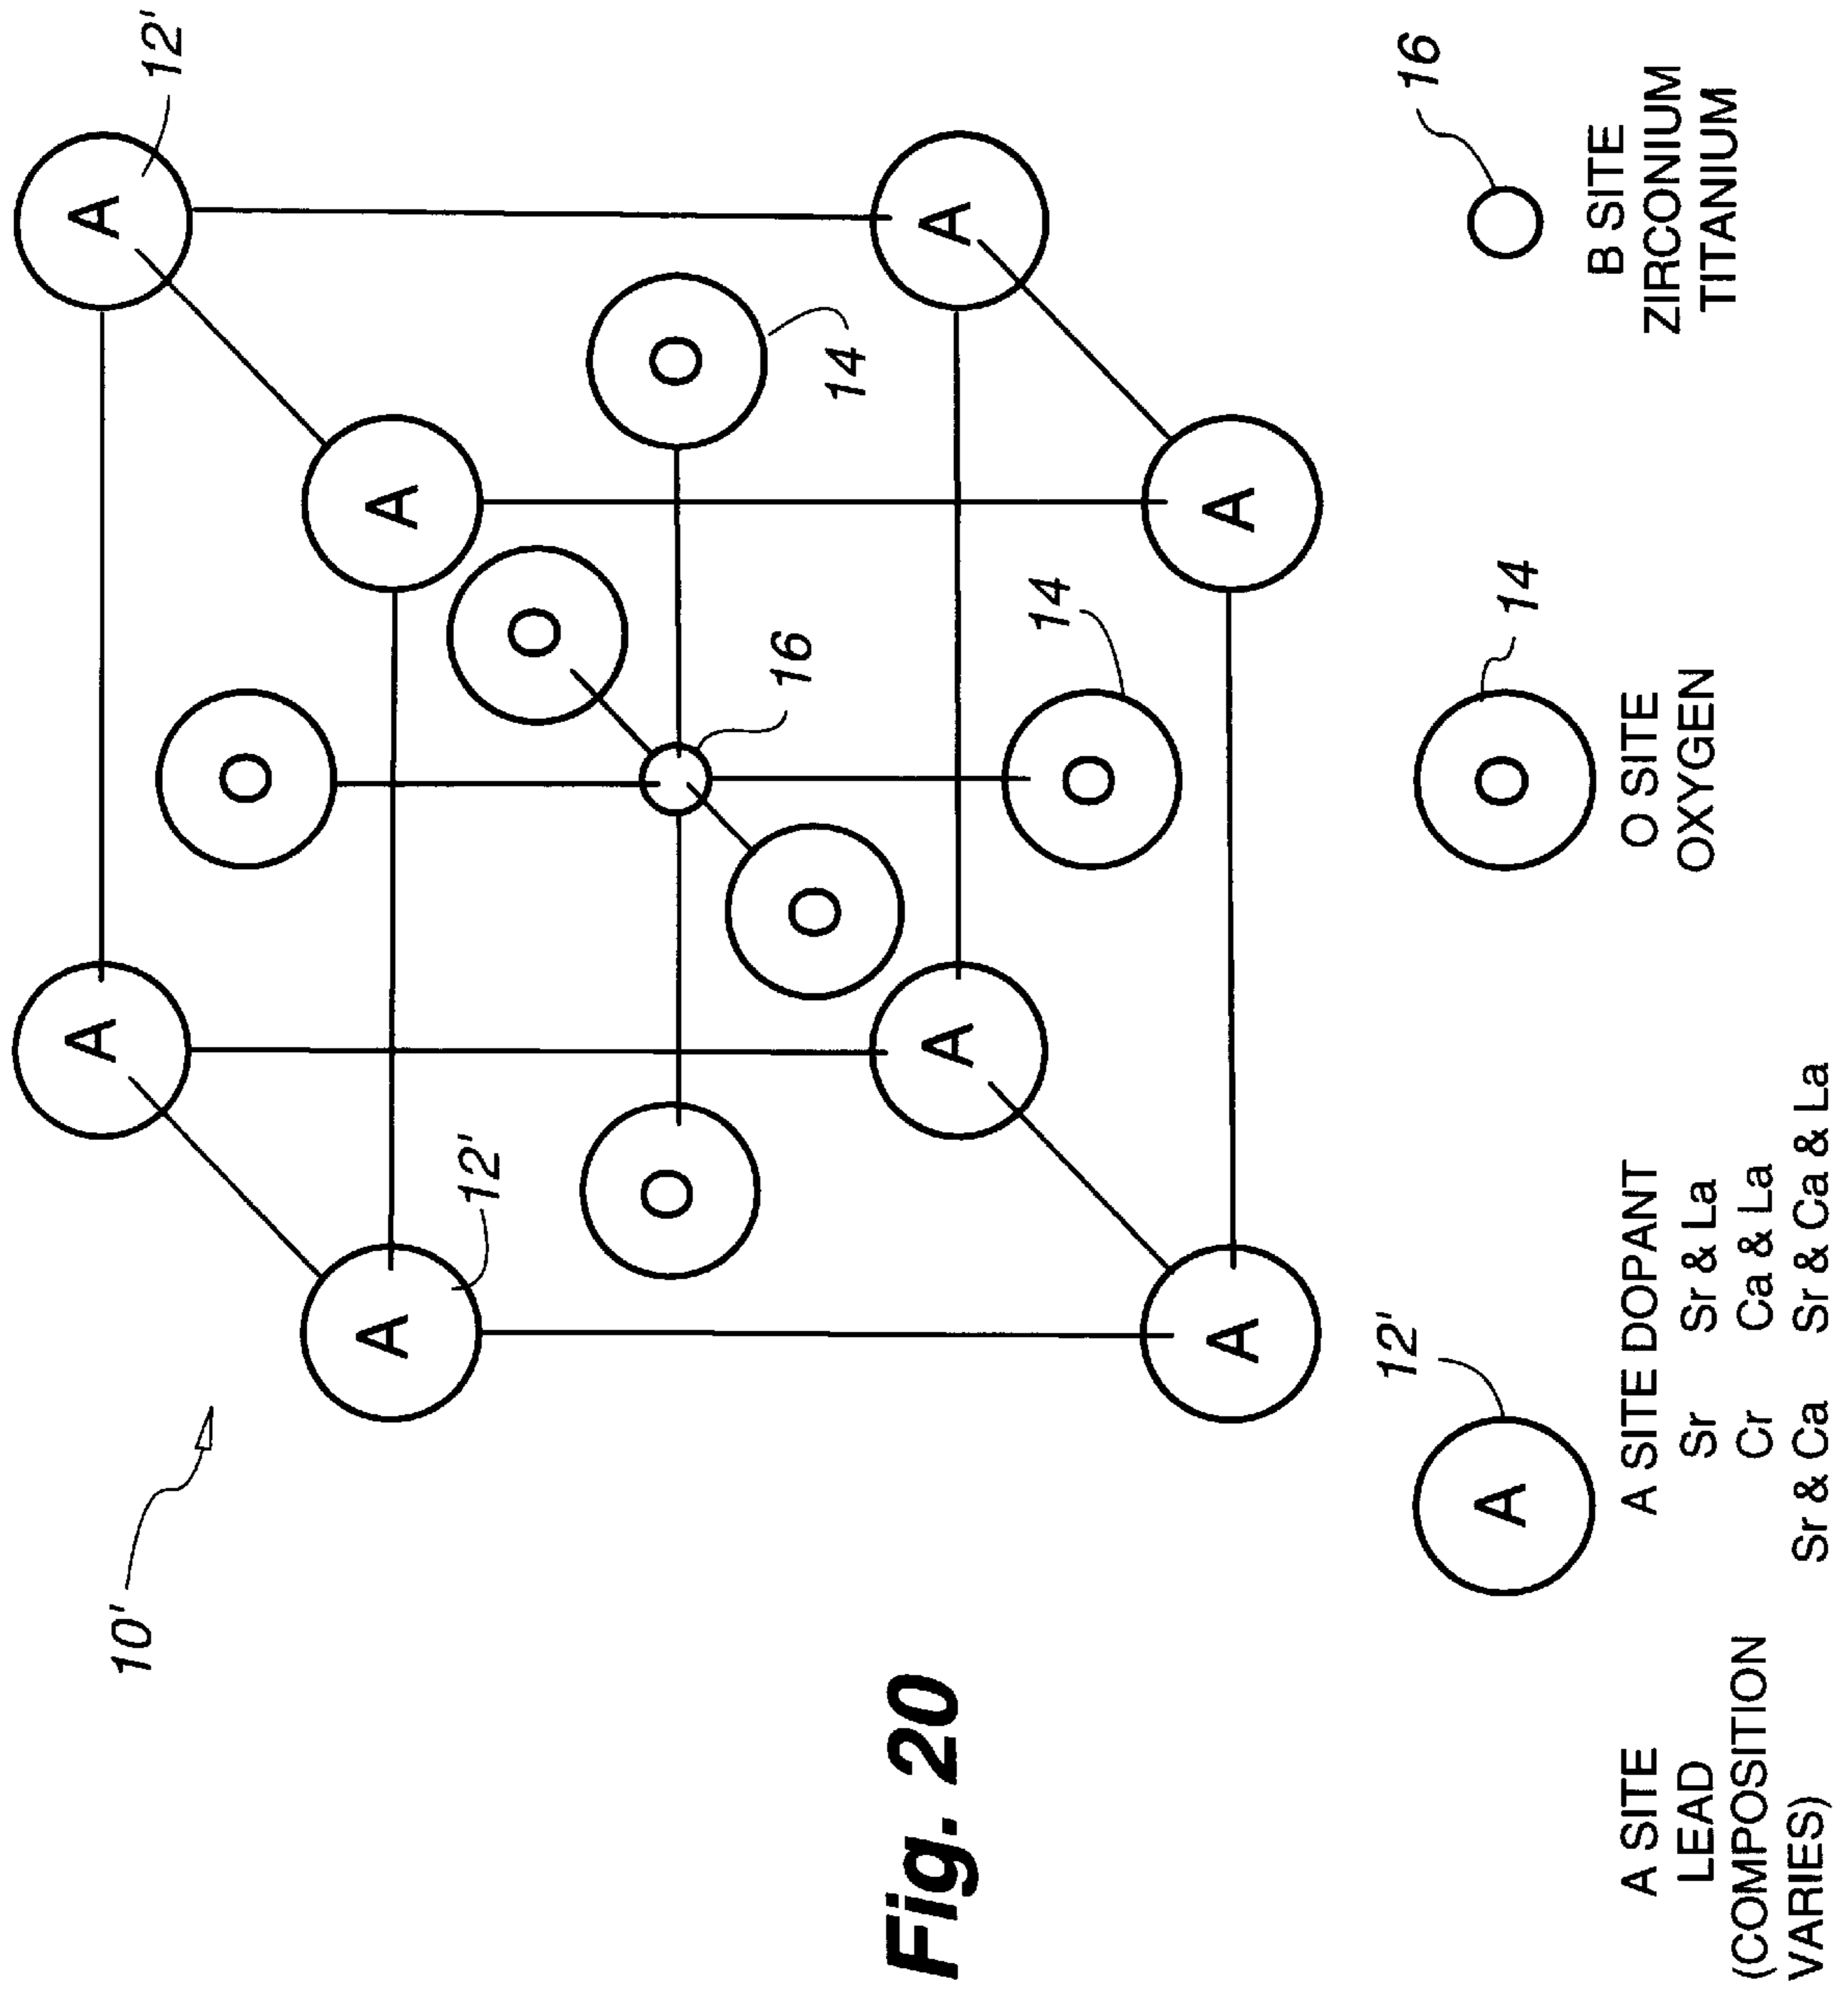 10'
12'
A
A
O
A
A
12'
O
O
O
16
O
14
Fig. 20
A
A
14
O
A
A
12'
16
A
O
14
A SITE
LEAD
(COMPOSITION
VARIES)
A SITE DOPANT
Sr Sr & La
Cr Ca & La
Sr & Ca Sr & Ca & La
O SITE
OXYGEN
B SITE
ZIRCONIUM
TITANIUM